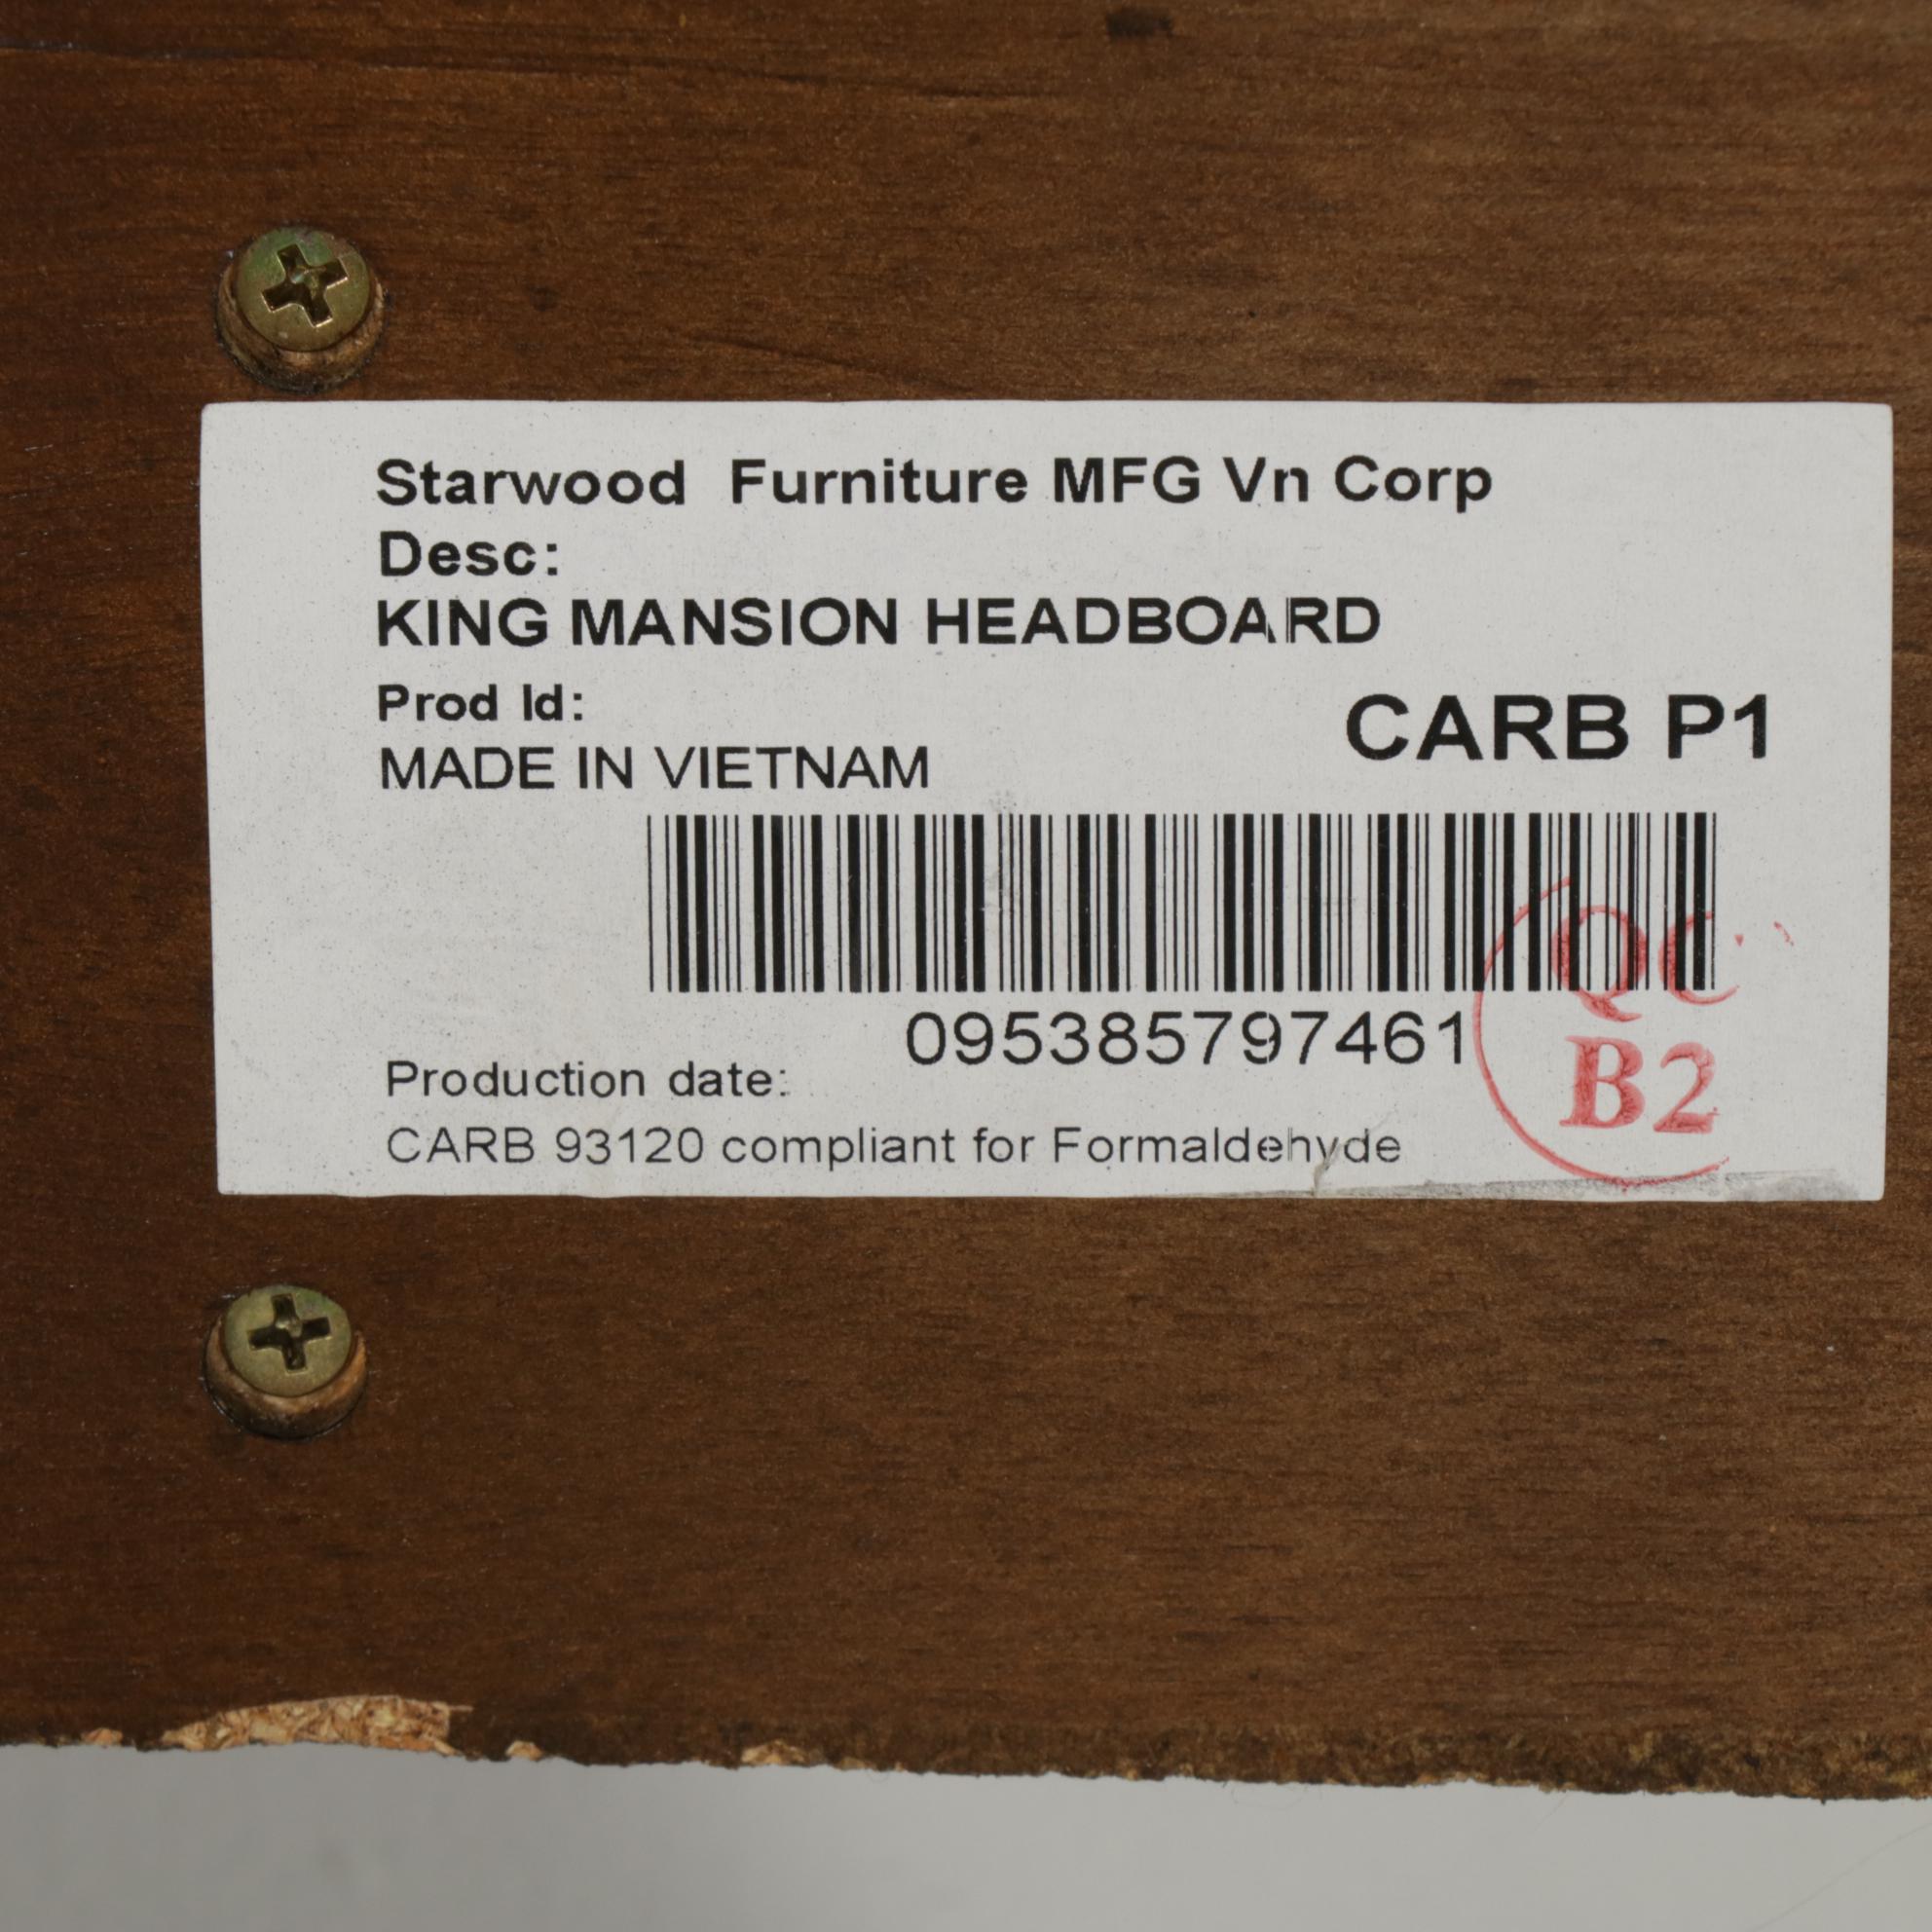 Starwood Furniture MFG Vn Corp
Desc:
KING MANSION HEADBOARD
Prod Id:
CARB P1
MADE IN VIETNAM
095385797461
QC
B2
Production date:
CARB 93120 compliant for Formaldehyde